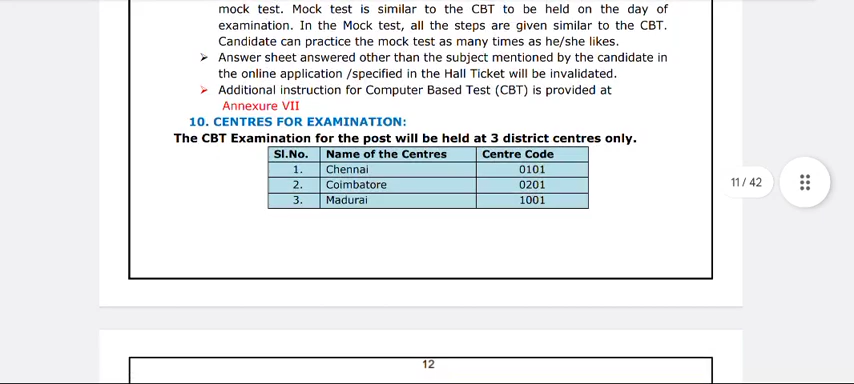 mock test. Mock test is similar to the CBT to be held on the day of
examination. In the Mock test, all the steps are given similar to the CBT.
Candidate can practice the mock test as many times as he/she likes.
➢ Answer sheet answered other than the subject mentioned by the candidate in
the online application /specified in the Hall Ticket will be invalidated.
➢ Additional instruction for Computer Based Test (CBT) is provided at
Annexure VII
10. CENTRES FOR EXAMINATION:
The CBT Examination for the post will be held at 3 district centres only.
Sl.No. Name of the Centres Centre Code
1. Chennai 0101
2. Coimbatore 0201
3. Madurai 1001
11 / 42
12